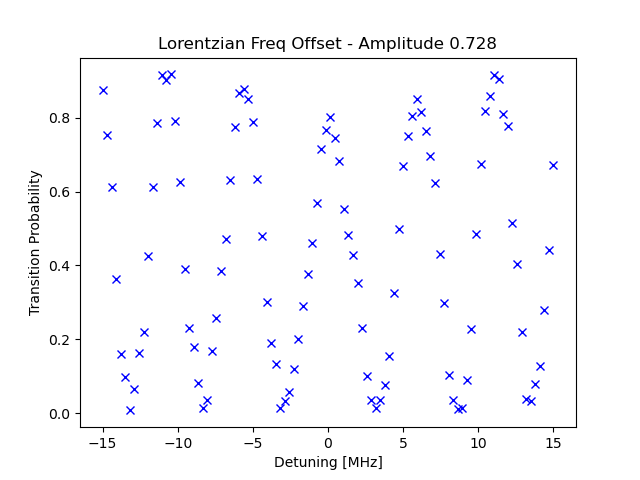 Lorentzian Freq Offset - Amplitude 0.728
Transition Probability
0.8
0.6
0.4
0.2
0.0
−15 −10 −5 0 5 10 15
Detuning [MHz]